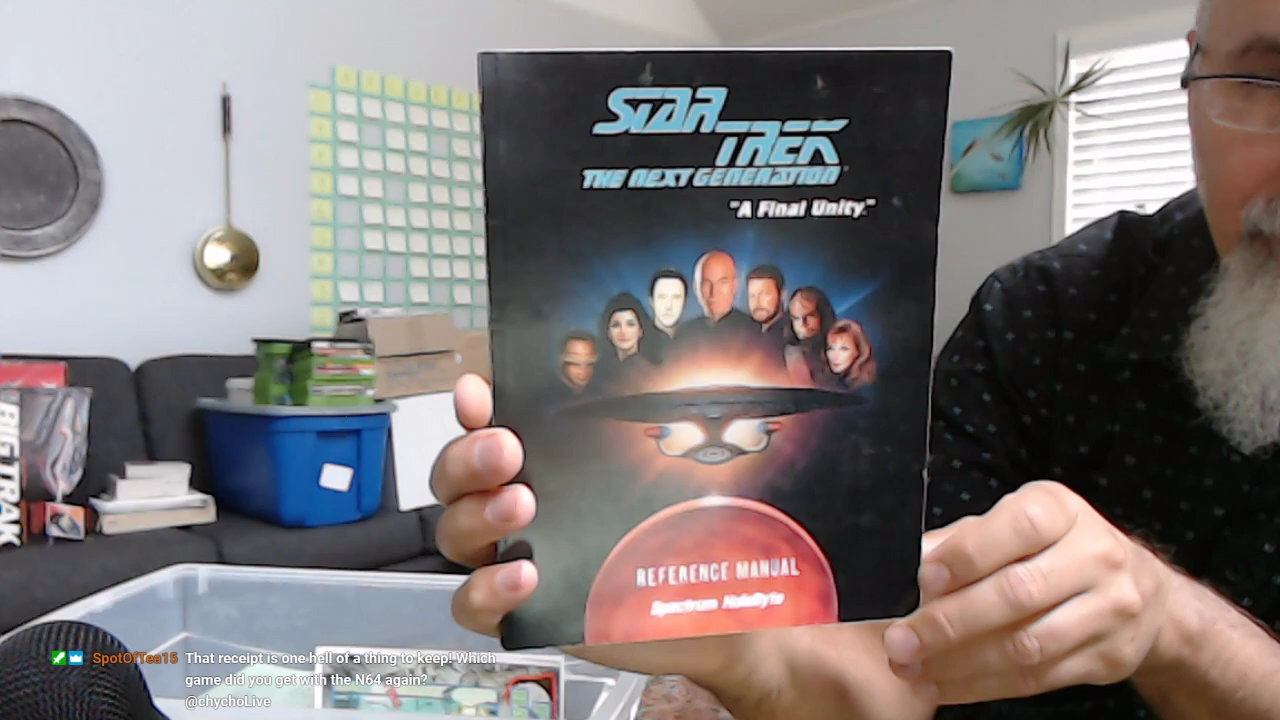 STAR
TREK
THE NEXT GENERATION
"A Final Unity"
REFERENCE MANUAL
Spectrum HoloByte
BIGTRAK
SpotOfTea15 That receipt is one hell of a thing to keep! Which
game did you get with the N64 again?
@chychoLive